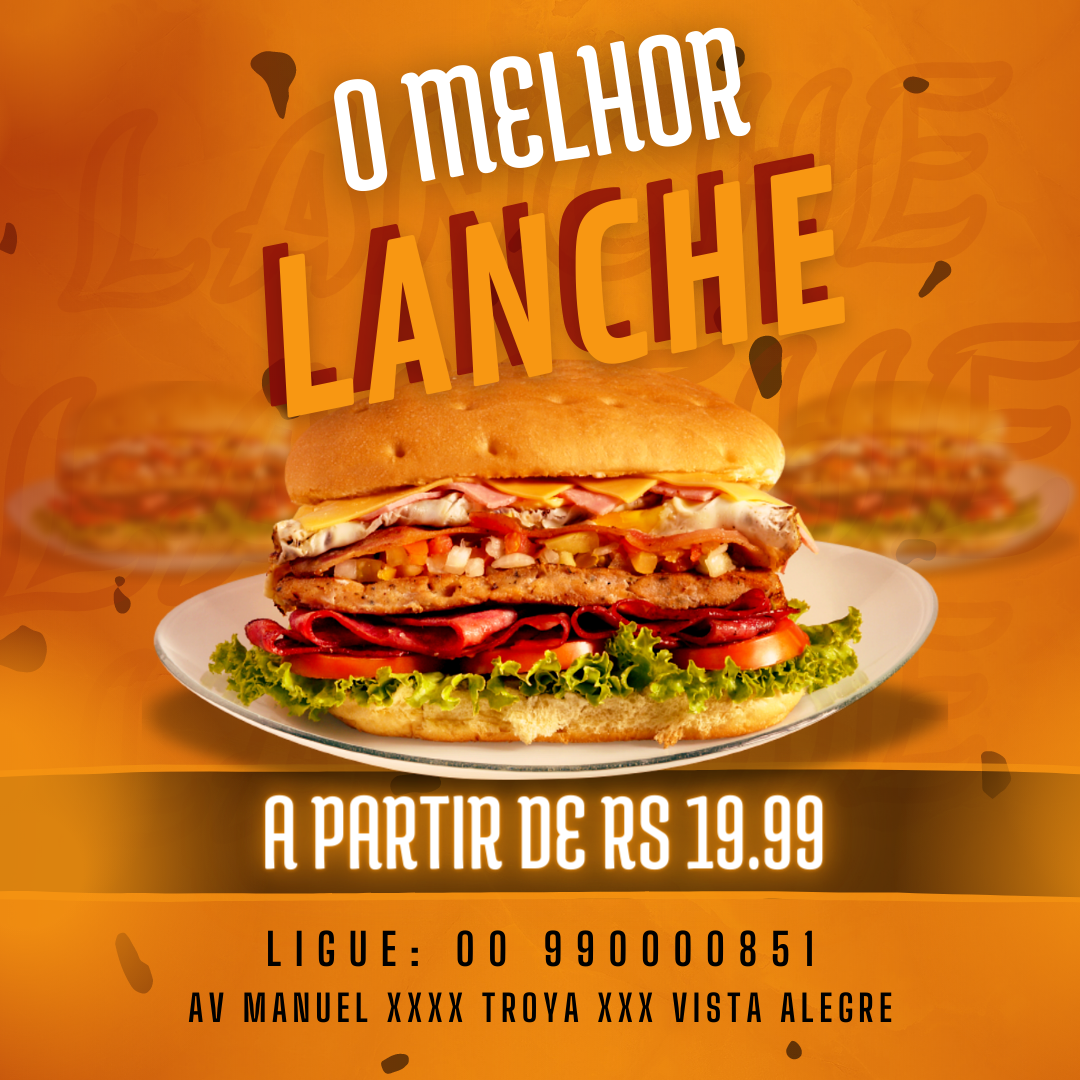 O MELHOR
LANCHE
A PARTIR DE RS 19.99
LIGUE: 00 990000851
AV MANUEL XXXX TROYA XXX VISTA ALEGRE